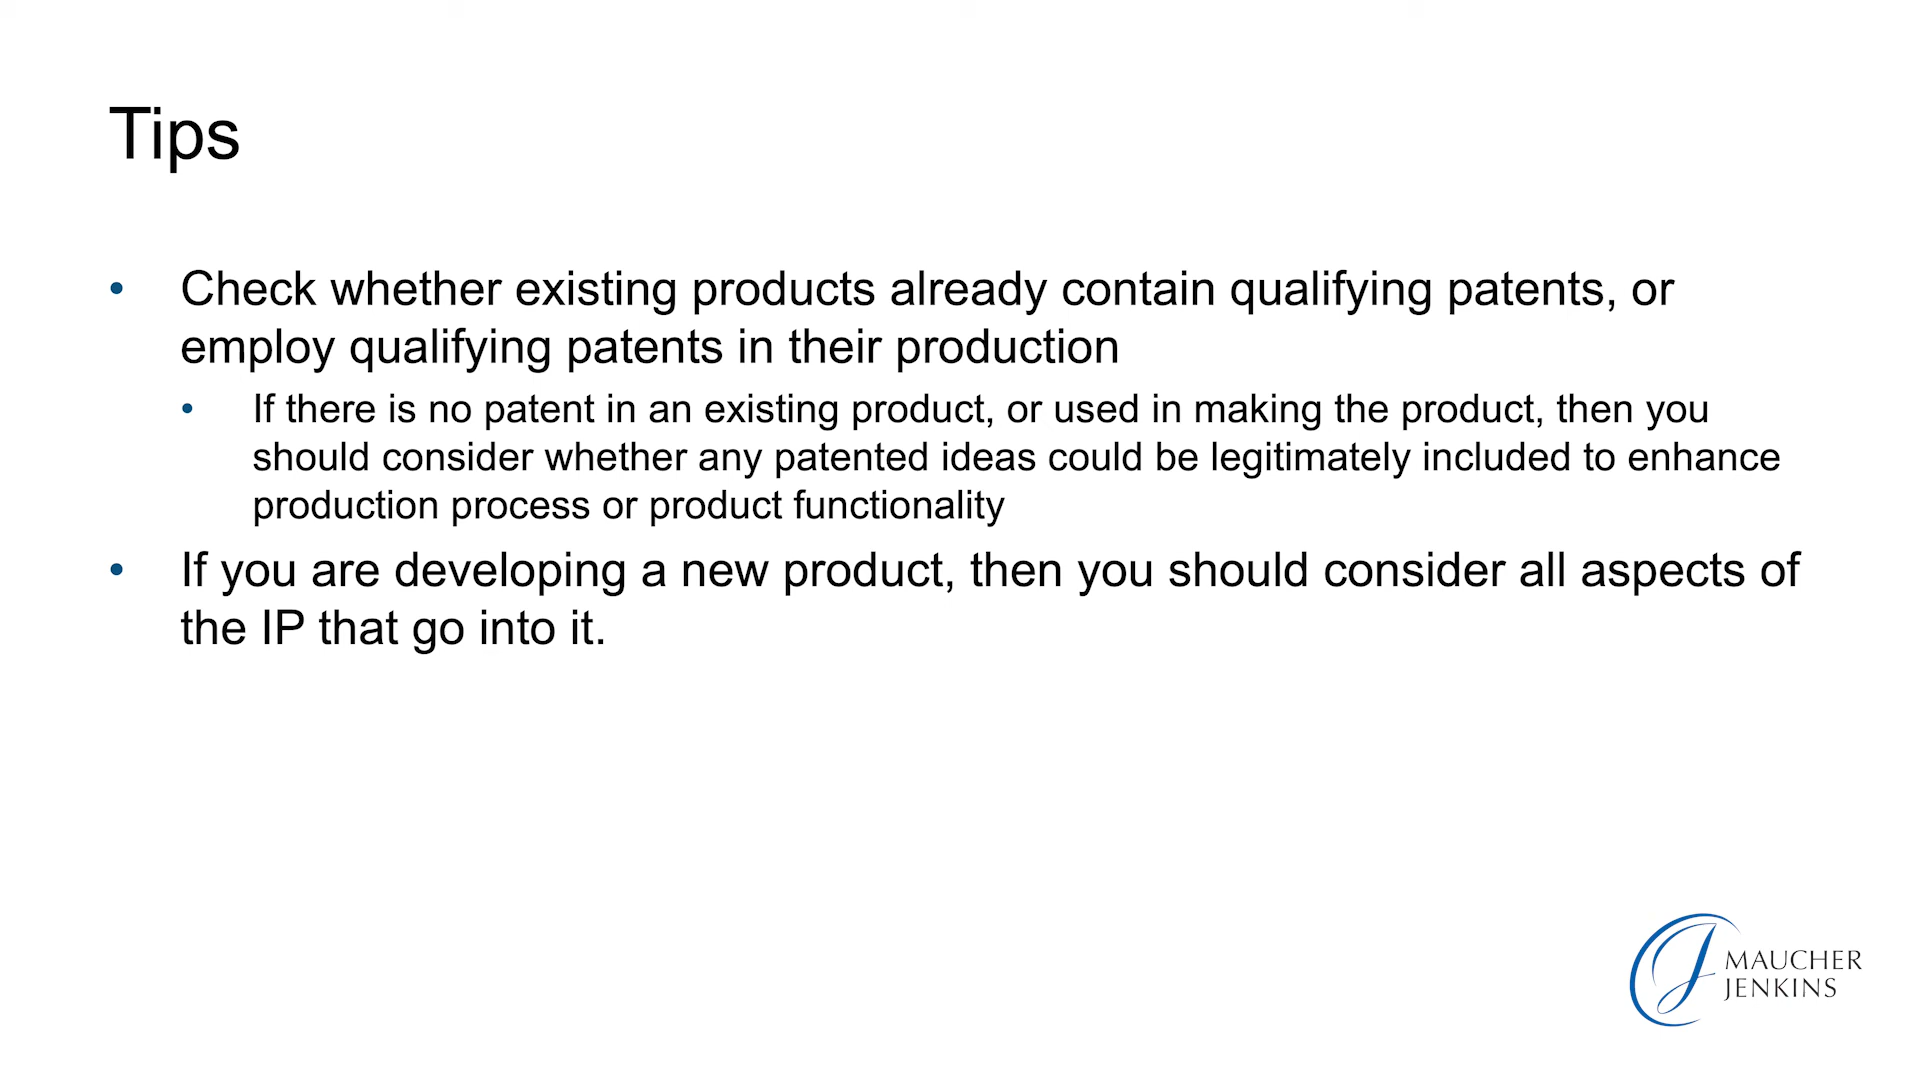 Tips
• Check whether existing products already contain qualifying patents, or
employ qualifying patents in their production
• If there is no patent in an existing product, or used in making the product, then you
should consider whether any patented ideas could be legitimately included to enhance
production process or product functionality
• If you are developing a new product, then you should consider all aspects of
the IP that go into it.
MAUCHER
JENKINS